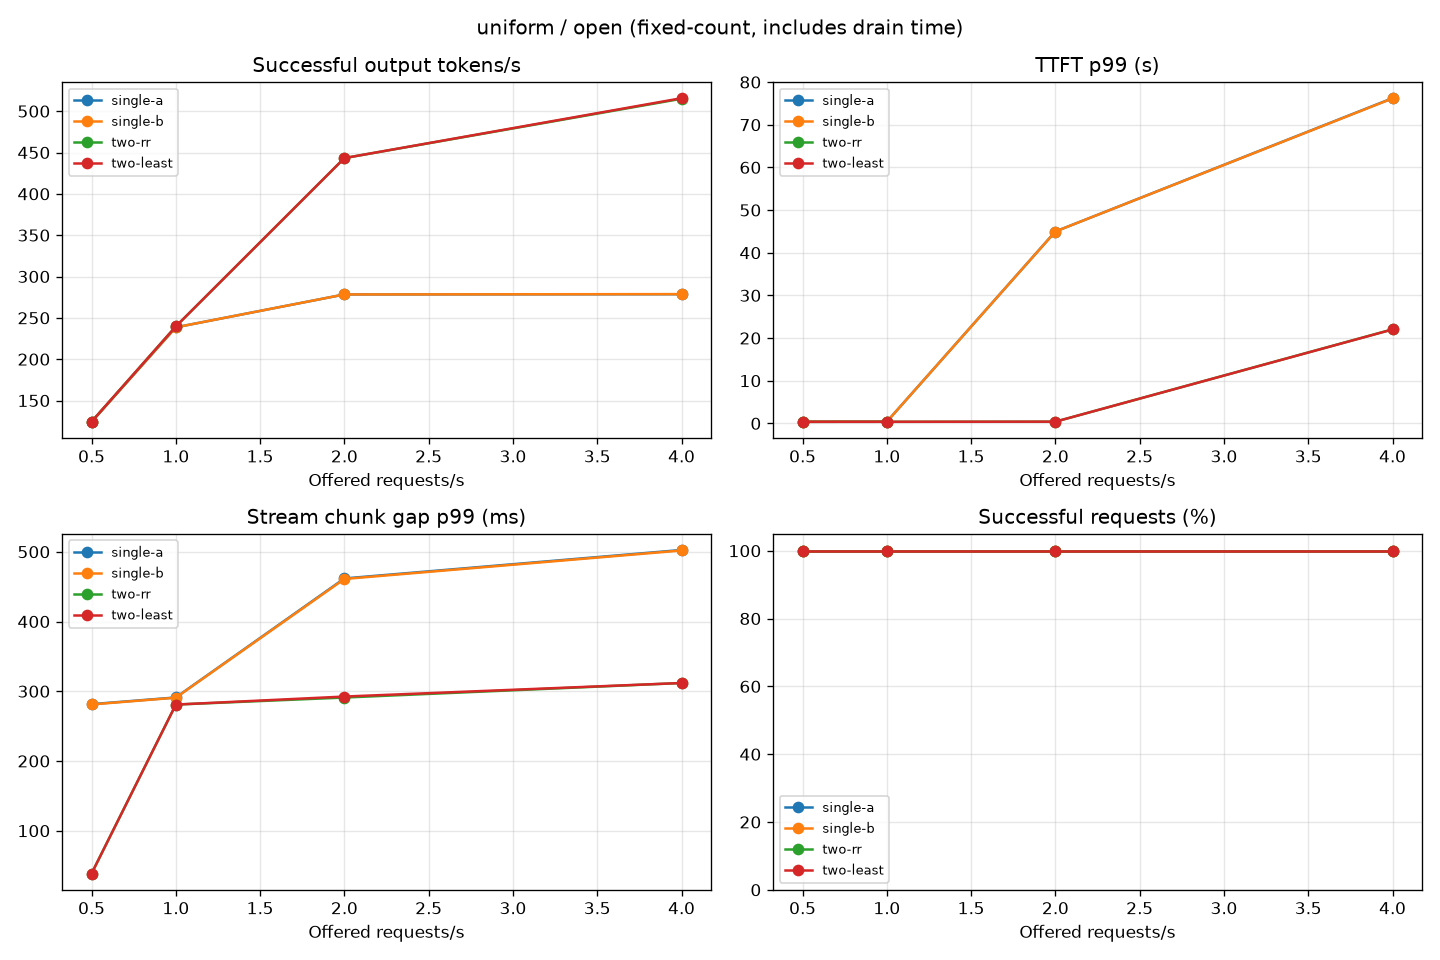 uniform / open (fixed-count, includes drain time)
Successful output tokens/s
500
450
400
350
300
250
200
150
single-a
single-b
two-rr
two-least
0.5 1.0 1.5 2.0 2.5 3.0 3.5 4.0
Offered requests/s
TTFT p99 (s)
80
70
60
50
40
30
20
10
0
single-a
single-b
two-rr
two-least
0.5 1.0 1.5 2.0 2.5 3.0 3.5 4.0
Offered requests/s
Stream chunk gap p99 (ms)
500
400
300
200
100
single-a
single-b
two-rr
two-least
0.5 1.0 1.5 2.0 2.5 3.0 3.5 4.0
Offered requests/s
Successful requests (%)
100
80
60
40
20
0
single-a
single-b
two-rr
two-least
0.5 1.0 1.5 2.0 2.5 3.0 3.5 4.0
Offered requests/s